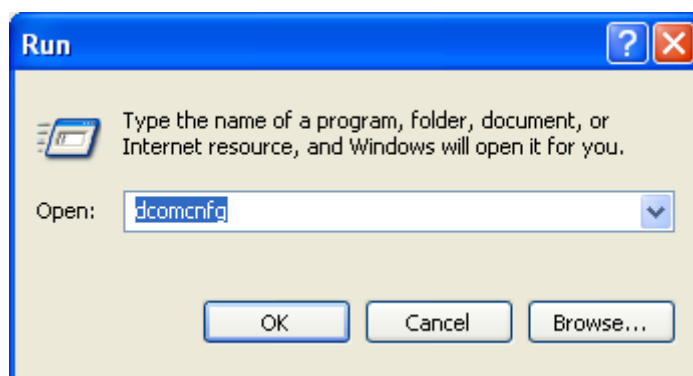 Run
Type the name of a program, folder, document, or
Internet resource, and Windows will open it for you.
Open: dcomcnfg
OK Cancel Browse...